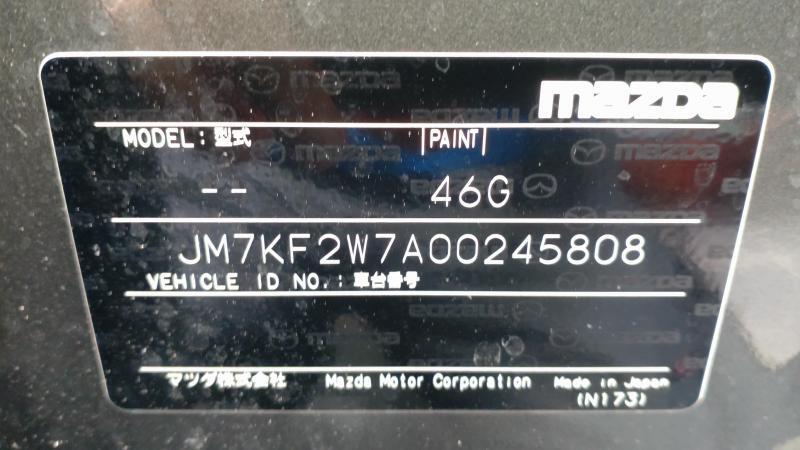 mazda
MODEL: 型式 |PAINT|
-- 46G
JM7KF2W7A00245808
VEHICLE ID NO.: 車台番号
マツダ株式会社 Mazda Motor Corporation Made in Japan
(N173)